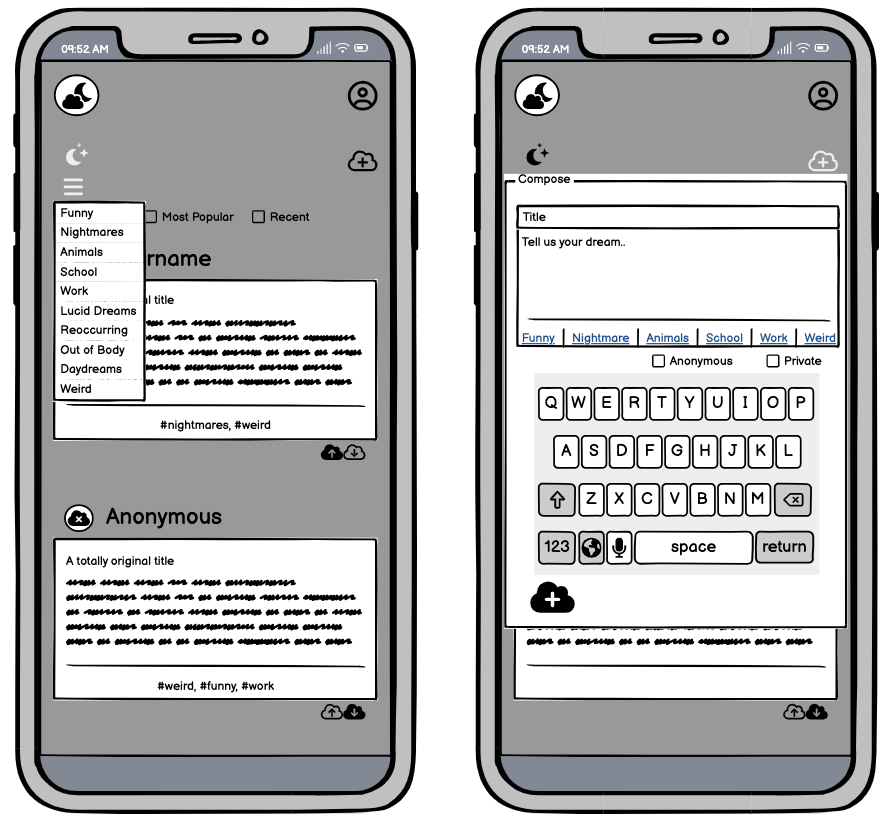 09:52 AM
Funny
Nightmares
Animals
School
Work
Lucid Dreams
Reoccurring
Out of Body
Daydreams
Weird
Most Popular
Recent
rname
l title
#nightmares, #weird
Anonymous
A totally original title
#weird, #funny, #work
09:52 AM
Compose
Title
Tell us your dream..
Funny Nightmare Animals School Work Weird
Anonymous Private
Q W E R T Y U I O P
A S D F G H J K L
Z X C V B N M
123 space return